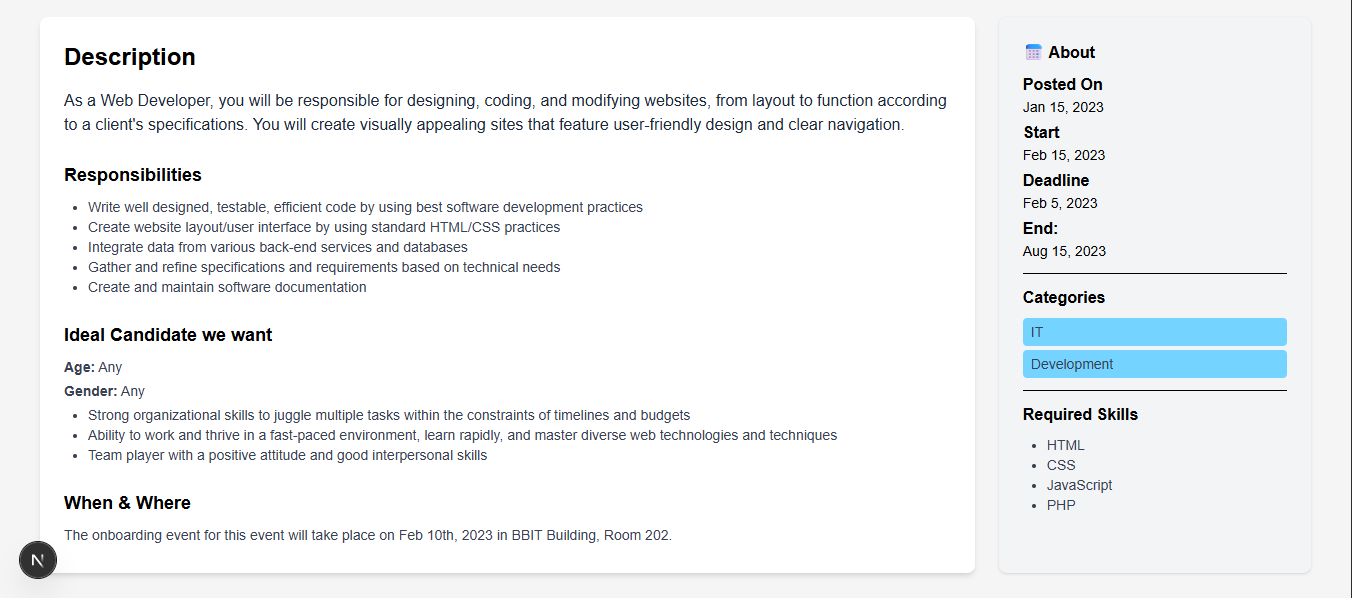 Description
As a Web Developer, you will be responsible for designing, coding, and modifying websites, from layout to function according
to a client's specifications. You will create visually appealing sites that feature user-friendly design and clear navigation.
Responsibilities
Write well designed, testable, efficient code by using best software development practices
Create website layout/user interface by using standard HTML/CSS practices
Integrate data from various back-end services and databases
Gather and refine specifications and requirements based on technical needs
Create and maintain software documentation
Ideal Candidate we want
Age: Any
Gender: Any
Strong organizational skills to juggle multiple tasks within the constraints of timelines and budgets
Ability to work and thrive in a fast-paced environment, learn rapidly, and master diverse web technologies and techniques
Team player with a positive attitude and good interpersonal skills
When & Where
The onboarding event for this event will take place on Feb 10th, 2023 in BBIT Building, Room 202.
N
About
Posted On
Jan 15, 2023
Start
Feb 15, 2023
Deadline
Feb 5, 2023
End:
Aug 15, 2023
Categories
IT
Development
Required Skills
HTML
CSS
JavaScript
PHP